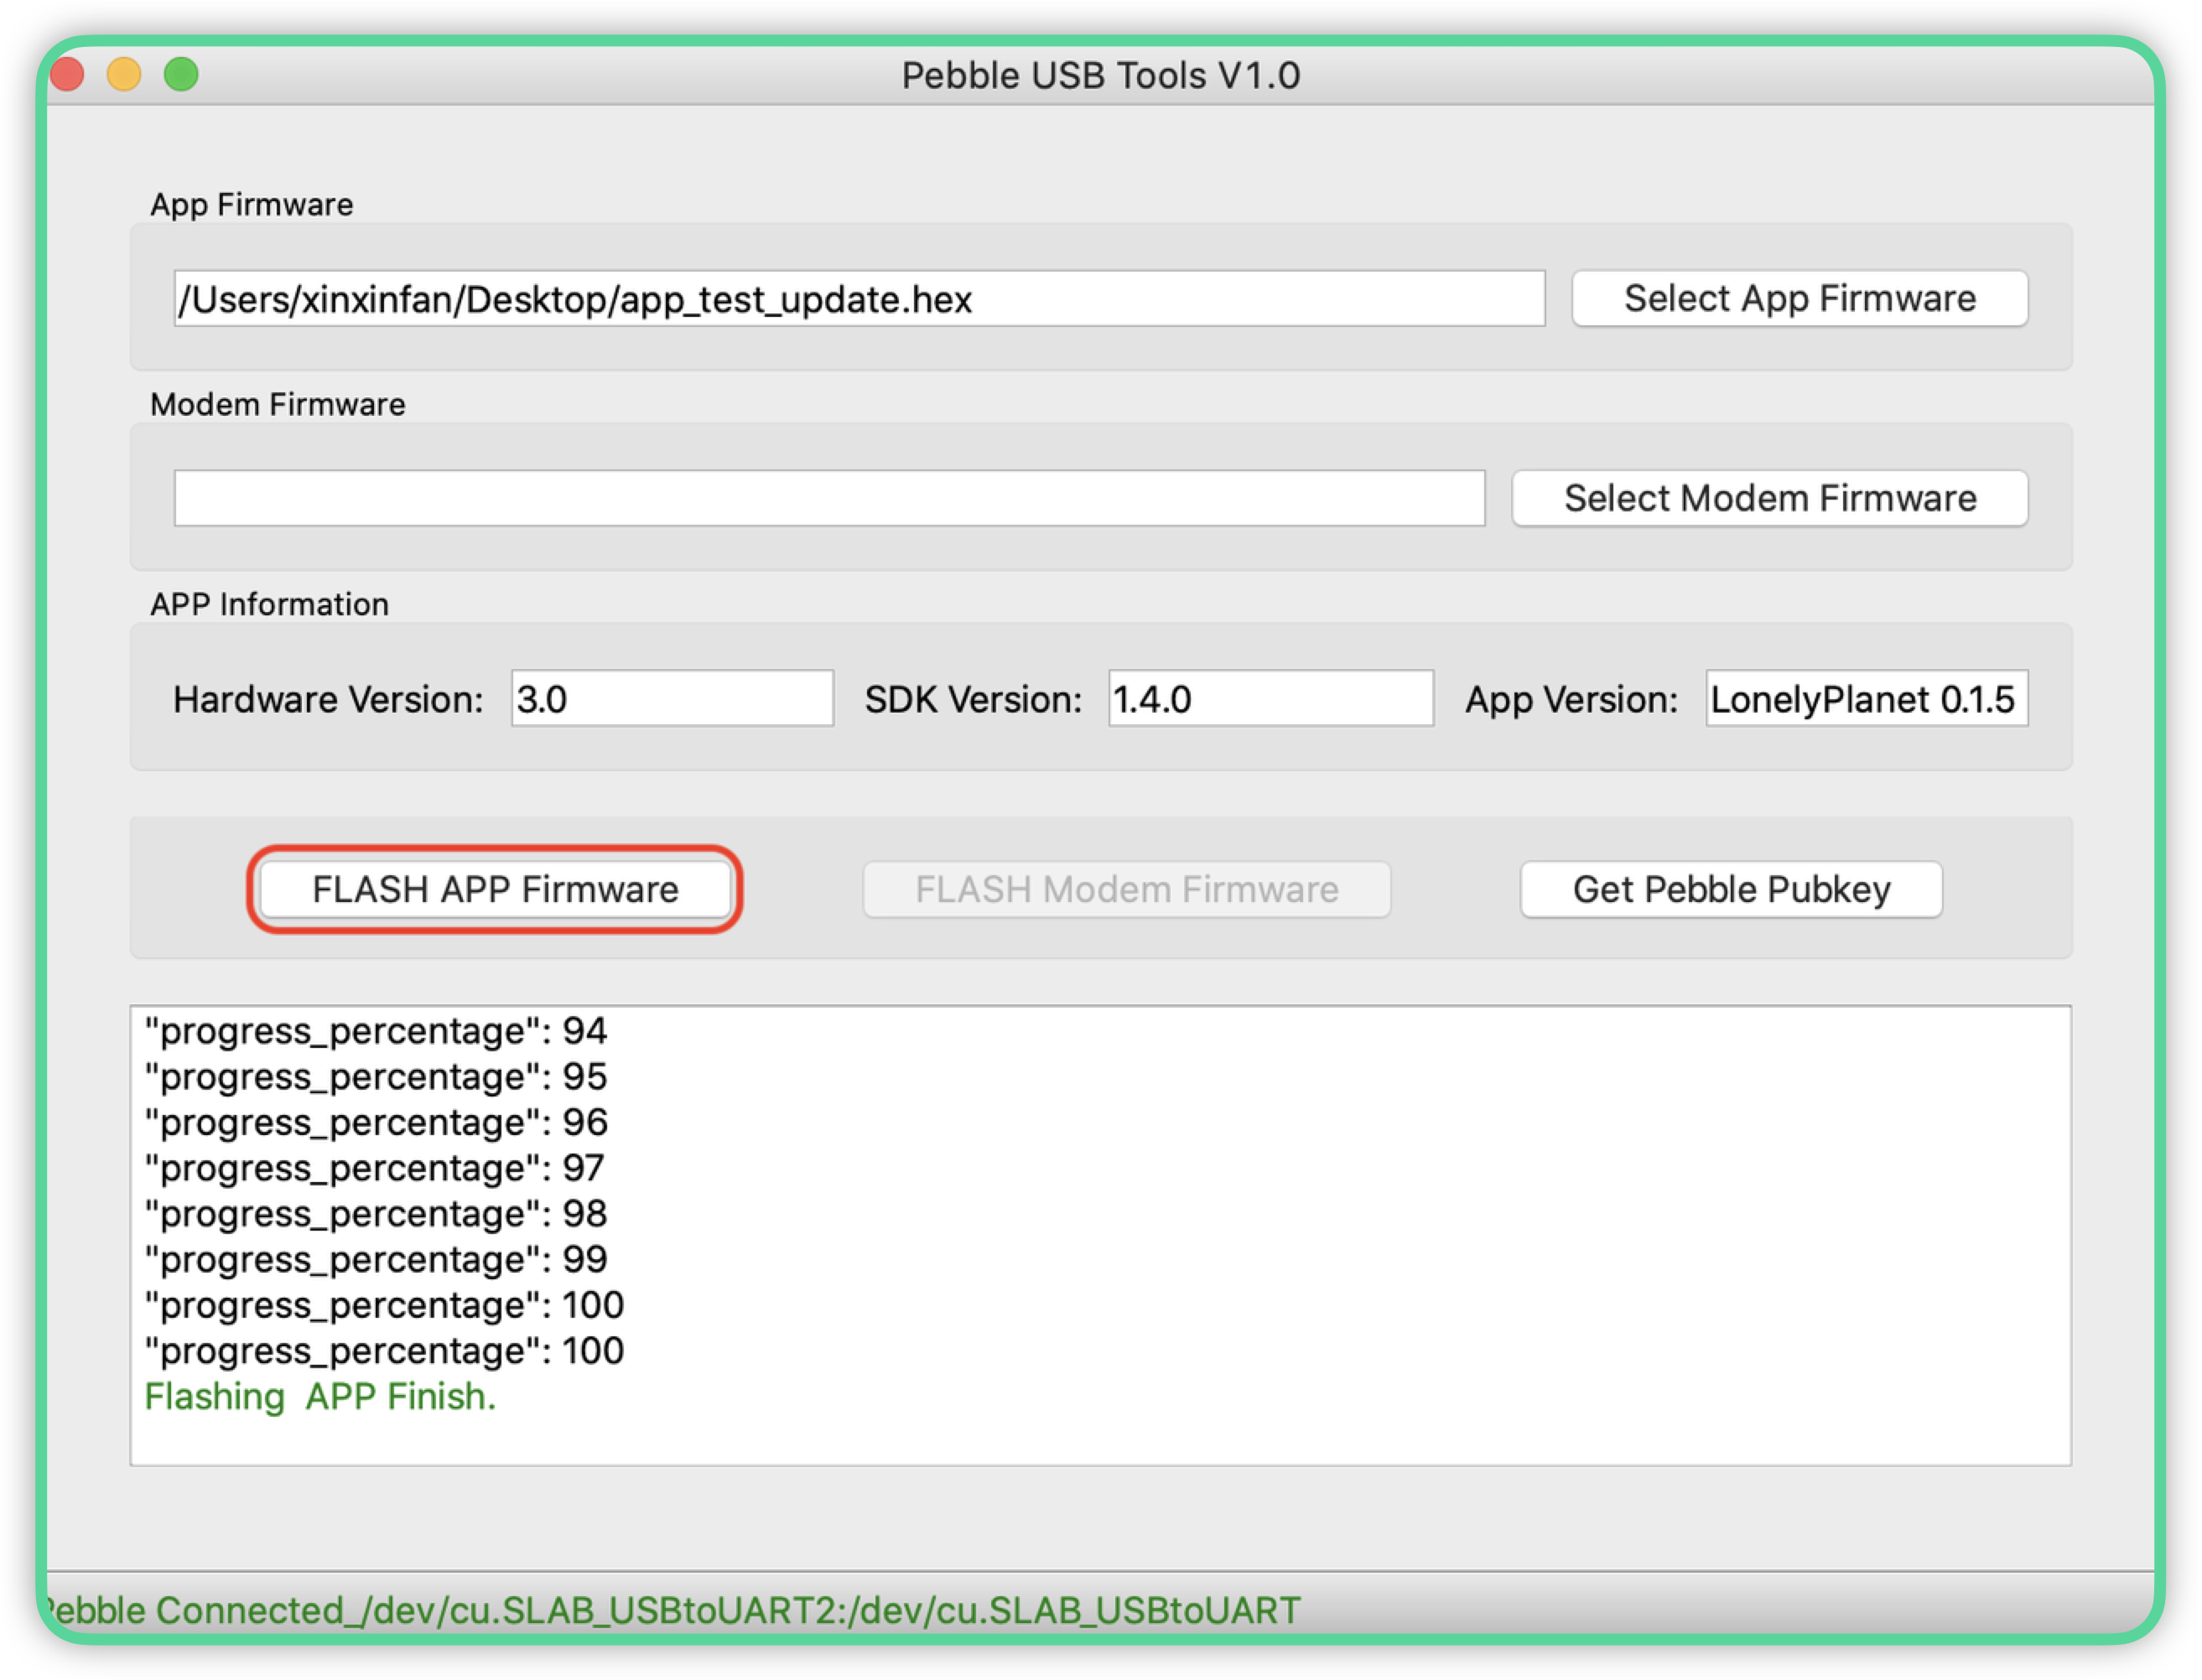 Pebble USB Tools V1.0
App Firmware
/Users/xinxinfan/Desktop/app_test_update.hex Select App Firmware
Modem Firmware
Select Modem Firmware
APP Information
Hardware Version: 3.0 SDK Version: 1.4.0 App Version: LonelyPlanet 0.1.5
FLASH APP Firmware FLASH Modem Firmware Get Pebble Pubkey
"progress_percentage": 94
"progress_percentage": 95
"progress_percentage": 96
"progress_percentage": 97
"progress_percentage": 98
"progress_percentage": 99
"progress_percentage": 100
"progress_percentage": 100
Flashing  APP Finish.
Pebble Connected_/dev/cu.SLAB_USBtoUART2:/dev/cu.SLAB_USBtoUART